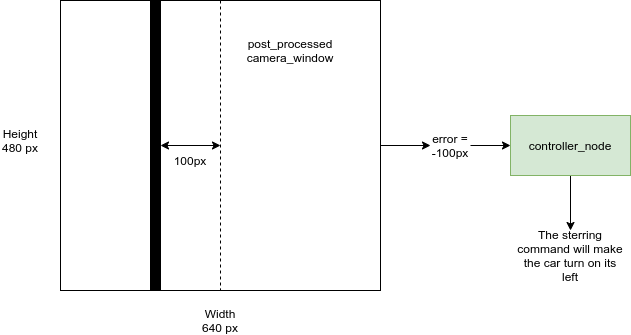 post_processed
camera_window
Height
480 px
100px
error =
-100px
controller_node
The sterring
command will make
the car turn on its
left
Width
640 px